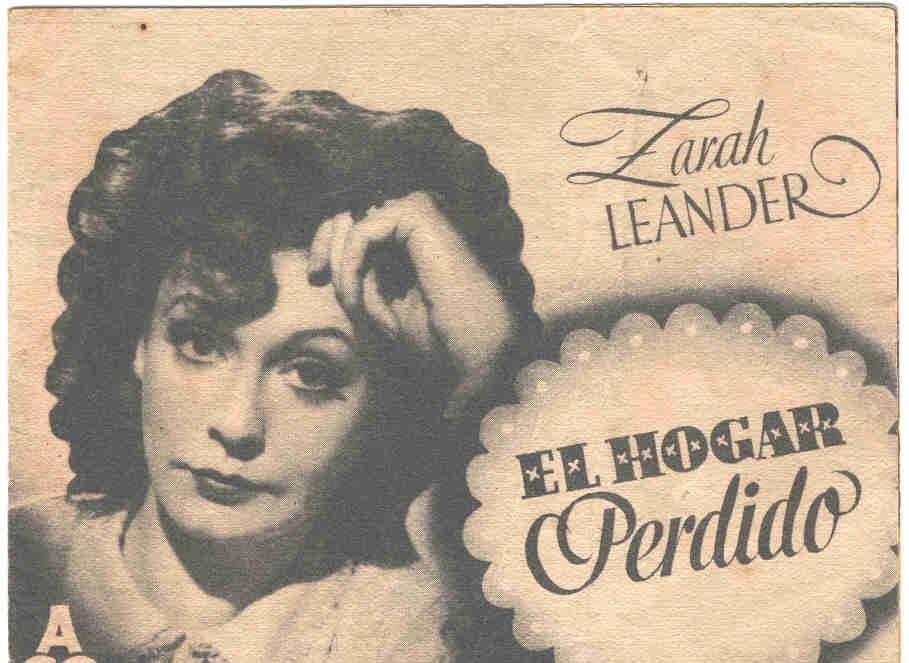 Zarah
LEANDER
EL HOGAR
Perdido
A